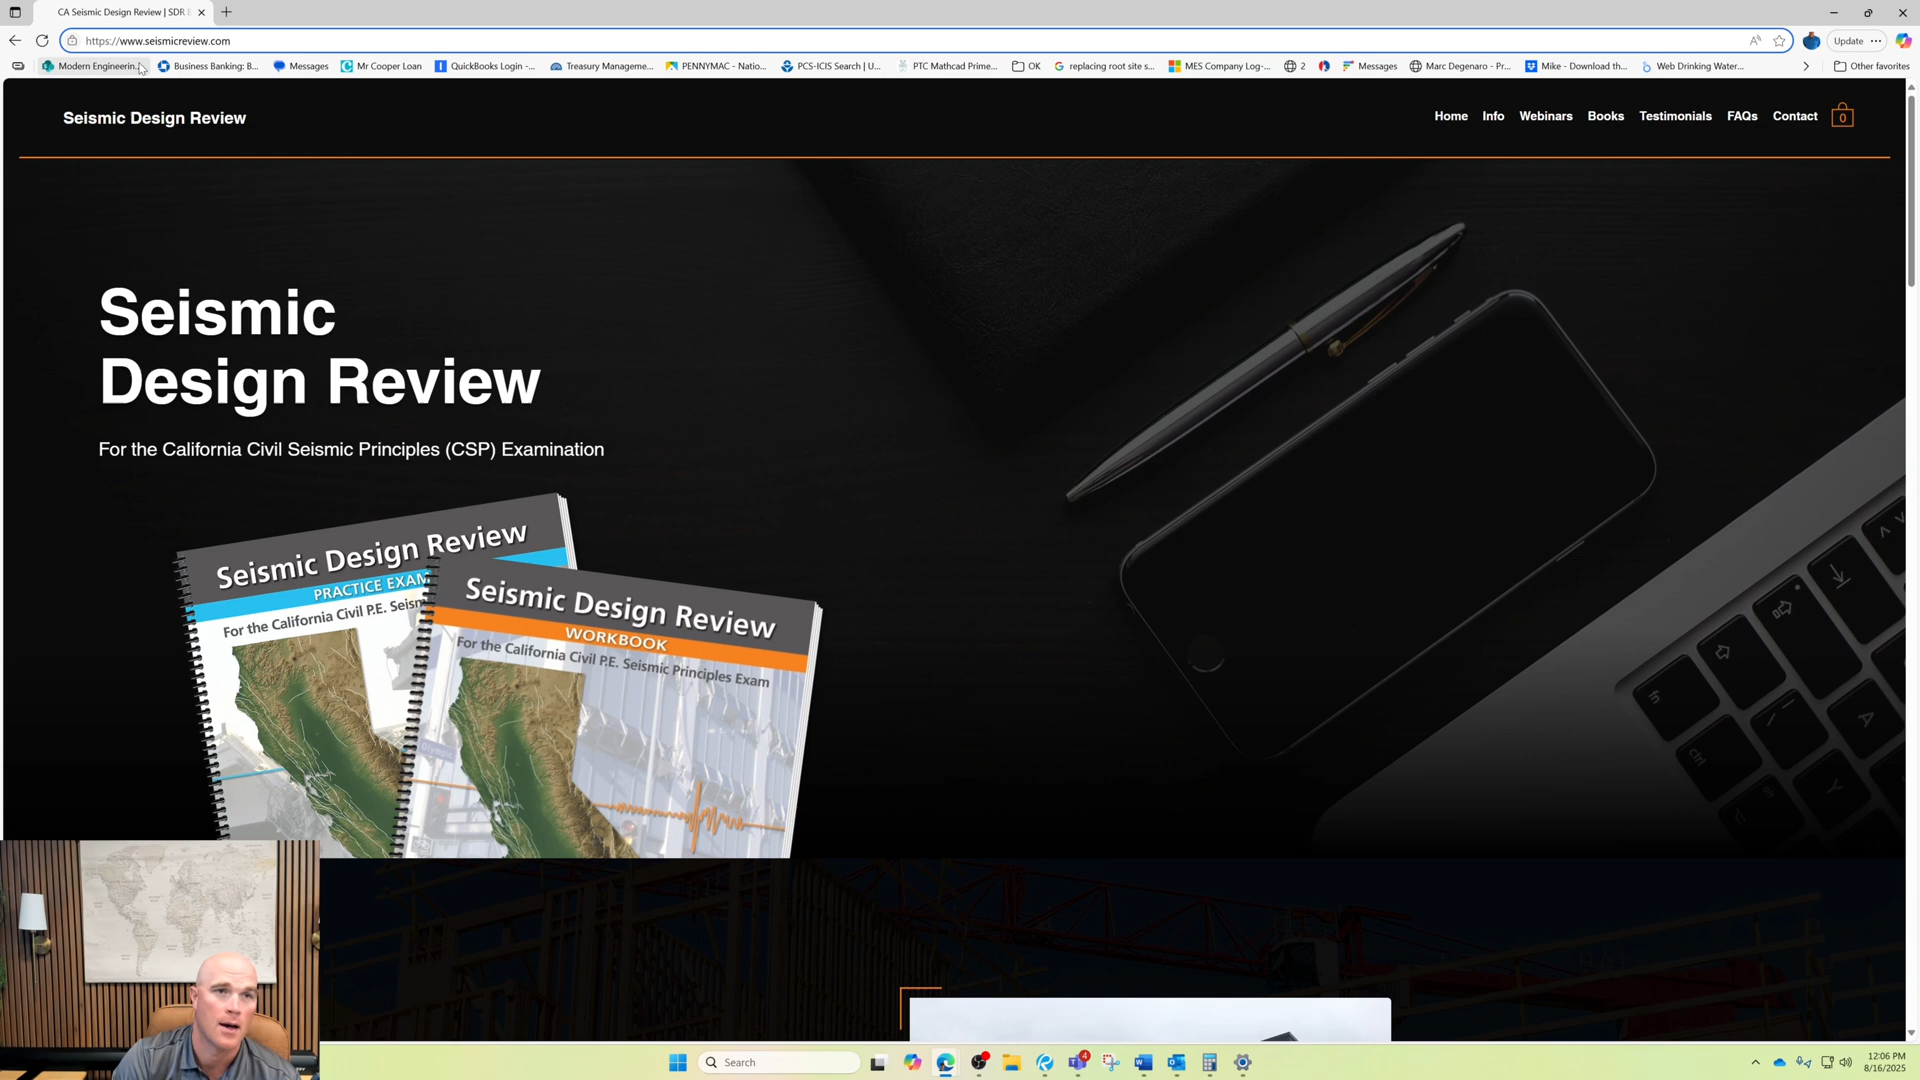 CA Seismic Design Review | SDR
https://www.seismicreview.com
Update
Modern Engineerin...
Business Banking: B...
Messages
Mr Cooper Loan
QuickBooks Login -...
Treasury Manageme...
PENNYMAC - Natio...
PCS-ICIS Search | U...
PTC Mathcad Prime...
OK
replacing root site s...
MES Company Log-...
2
Messages
Marc Degenaro - Pr...
Mike - Download th...
Web Drinking Water...
Other favorites
Seismic Design Review
Home
Info
Webinars
Books
Testimonials
FAQs
Contact
0
Seismic
Design Review
For the California Civil Seismic Principles (CSP) Examination
Seismic Design Review
PRACTICE EXAM
For the California Civil P.E. Seism
Seismic Design Review
WORKBOOK
For the California Civil P.E. Seismic Principles Exam
Olympic
Search
4
12:06 PM
8/16/2025